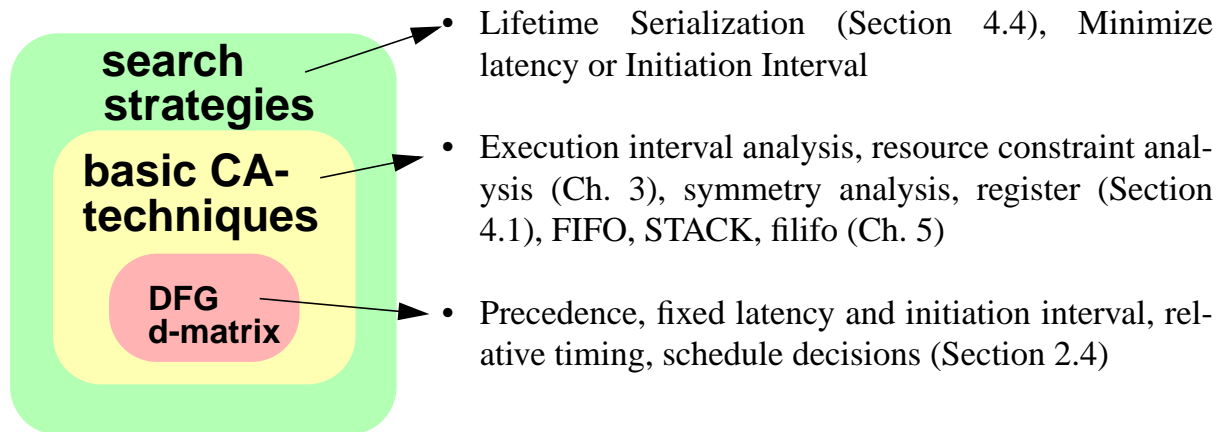 search
strategies
basic CA-
techniques
DFG
d-matrix
• Lifetime Serialization (Section 4.4), Minimize
latency or Initiation Interval
• Execution interval analysis, resource constraint anal-
ysis (Ch. 3), symmetry analysis, register (Section
4.1), FIFO, STACK, filifo (Ch. 5)
• Precedence, fixed latency and initiation interval, rel-
ative timing, schedule decisions (Section 2.4)